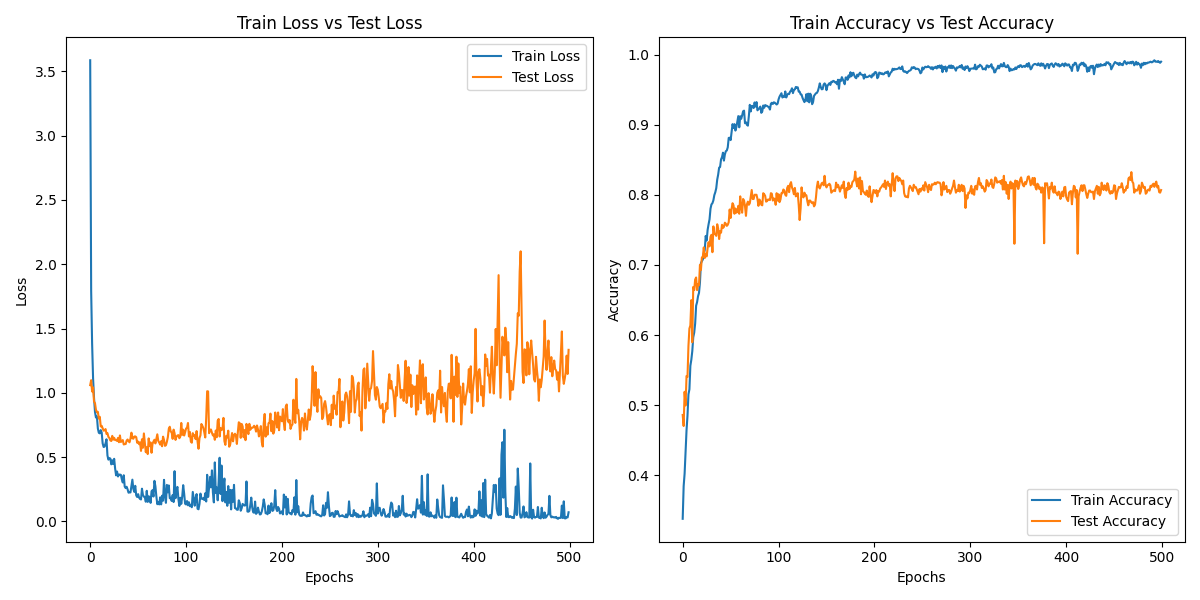 Train Loss vs Test Loss
Train Loss
Test Loss
3.5
3.0
2.5
2.0
1.5
1.0
0.5
0.0
Loss
0
100
200
300
400
500
Epochs
Train Accuracy vs Test Accuracy
1.0
0.9
0.8
0.7
0.6
0.5
0.4
Accuracy
Train Accuracy
Test Accuracy
0
100
200
300
400
500
Epochs